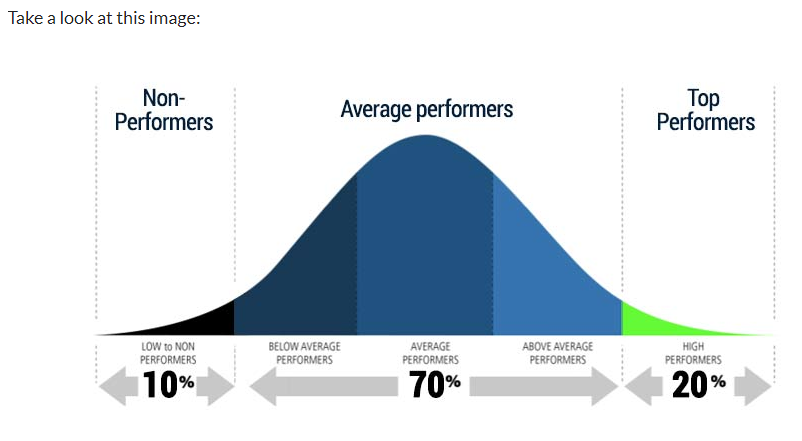 Take a look at this image:
Non-
Performers
Average performers
Top
Performers
LOW to NON
PERFORMERS
BELOW AVERAGE
PERFORMERS
AVERAGE
PERFORMERS
ABOVE AVERAGE
PERFORMERS
HIGH
PERFORMERS
10%
70%
20%